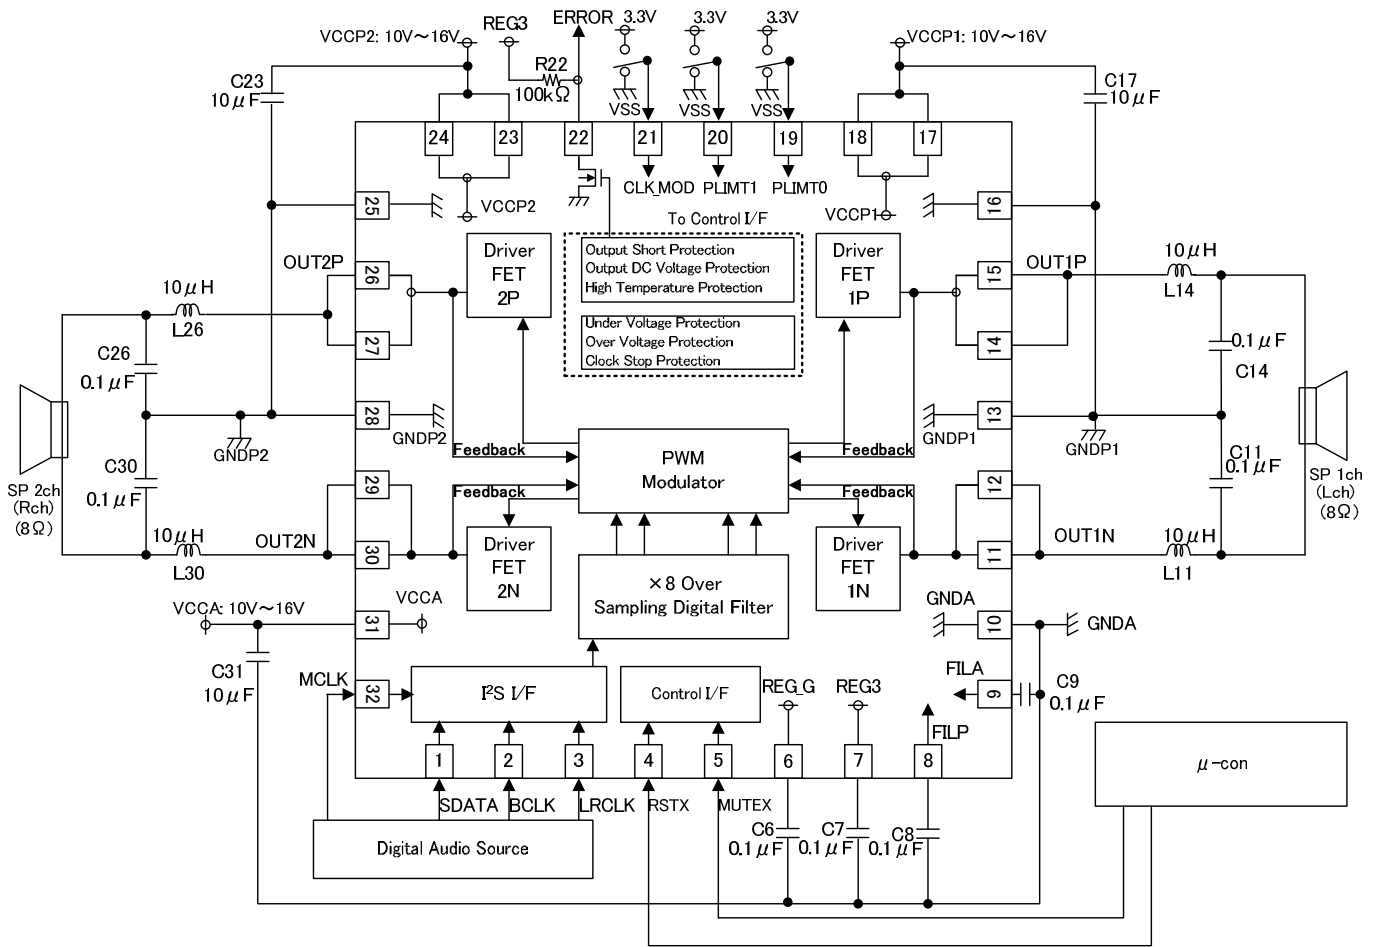 VCCP2: 10V~16V
REG3
ERROR
3.3V
3.3V
3.3V
VCCP1: 10V~16V
C23
10μF
R22
100kΩ
VSS
VSS
VSS
C17
10μF
24
23
22
21
20
19
18
17
CLK_MOD
PLIMT1
PLIMT0
VCCP2
VCCP1
To Control I/F
25
16
OUT2P
26
Driver
FET
2P
Output Short Protection
Output DC Voltage Protection
High Temperature Protection
Driver
FET
1P
15
OUT1P
10μH
L14
10μH
L26
27
Under Voltage Protection
Over Voltage Protection
Clock Stop Protection
14
C26
0.1μF
0.1μF
C14
28
GNDP2
GNDP2
13
GNDP1
GNDP1
Feedback
PWM
Modulator
Feedback
C30
0.1μF
C11
0.1μF
SP 2ch
(Rch)
(8Ω)
SP 1ch
(Lch)
(8Ω)
29
Feedback
Feedback
12
10μH
L30
OUT2N
30
Driver
FET
2N
Driver
FET
1N
11
OUT1N
10μH
L11
×8 Over
Sampling Digital Filter
VCCA: 10V~16V
31
VCCA
GNDA
10
GNDA
C31
10μF
MCLK
32
I²S I/F
Control I/F
REG_G
REG3
FILA
9
C9
0.1μF
FILP
1
2
3
4
5
6
7
8
μ-con
SDATA
BCLK
LRCLK
RSTX
MUTEX
C6
0.1μF
C7
0.1μF
C8
0.1μF
Digital Audio Source